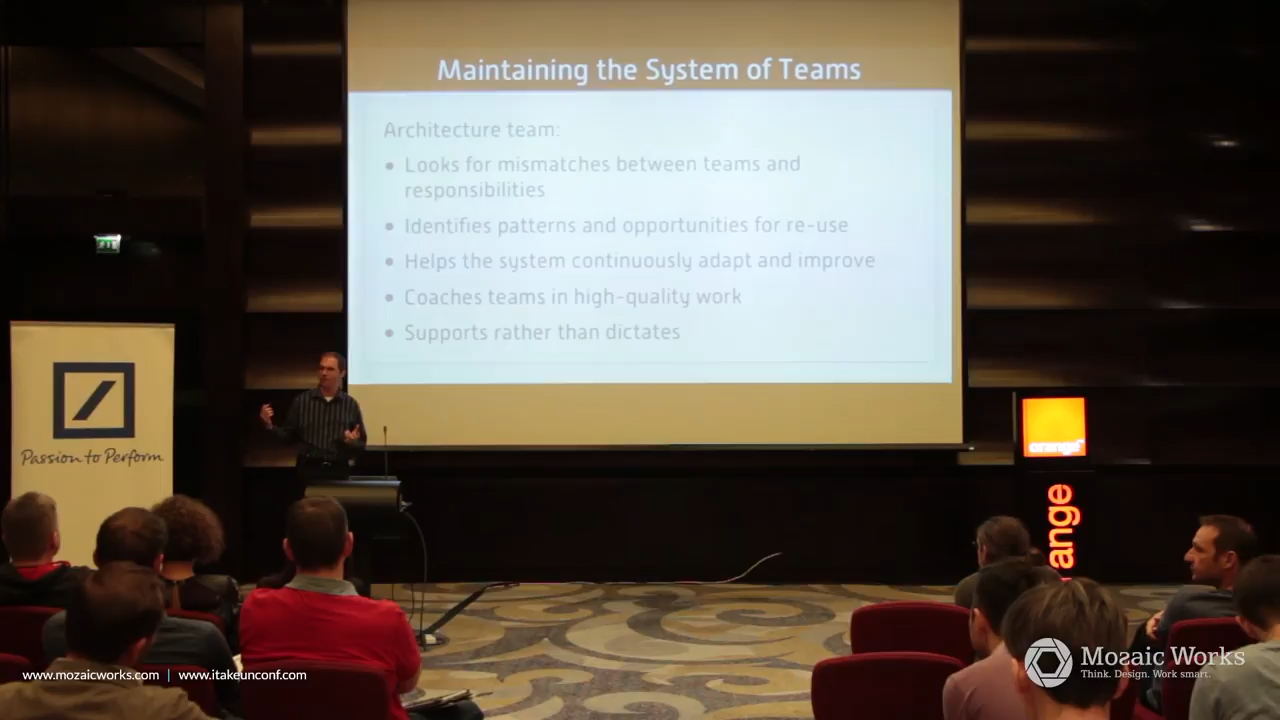 Maintaining the System of Teams
Architecture team:
• Looks for mismatches between teams and
responsibilities
• Identifies patterns and opportunities for re-use
• Helps the system continuously adapt and improve
• Coaches teams in high-quality work
• Supports rather than dictates
Passion to Perform
orange™
ange
www.mozaicworks.com | www.itakeunconf.com
Mozaic Works
Think. Design. Work smart.